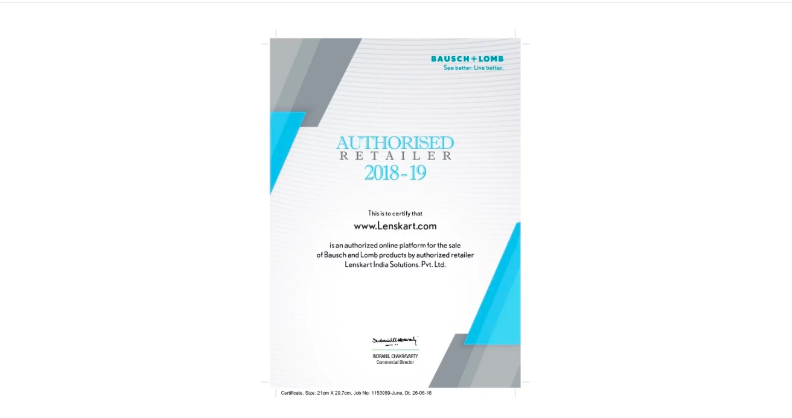 BAUSCH + LOMB
See better. Live better.
AUTHORISED
RETAILER
2018-19
This is to certify that
www.Lenskart.com
is an authorized online platform for the sale
of Bausch and Lomb products by authorized retailer
Lenskart India Solutions. Pvt. Ltd.
INDRANIL CHAKRAVARTY
Commercial Director
Certificate, Size: 21cm X 29.7cm, Job No: 1153989-June, Dt. 26-06-18